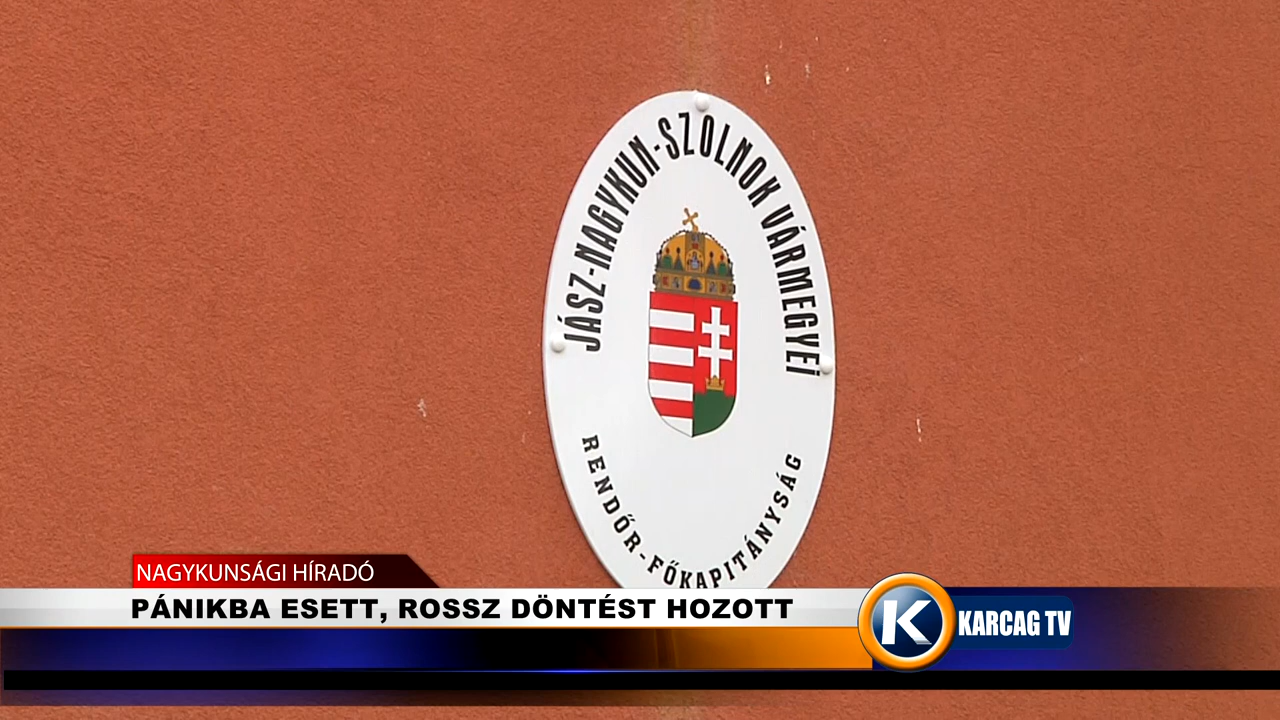 JÁSZ-NAGYKUN-SZOLNOK VÁRMEGYEI
RENDŐR-FŐKAPITÁNYSÁG
NAGYKUNSÁGI HÍRADÓ
PÁNIKBA ESETT, ROSSZ DÖNTÉST HOZOTT
K KARCAG TV